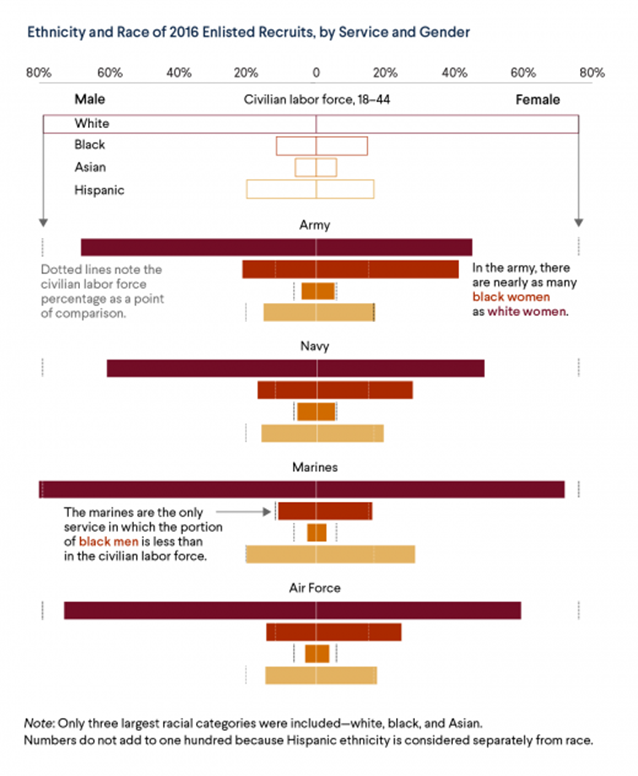 Ethnicity and Race of 2016 Enlisted Recruits, by Service and Gender
80% 60% 40% 20% 0 20% 40% 60% 80%
Male Civilian labor force, 18–44 Female
White
Black
Asian
Hispanic
Army
Dotted lines note the
civilian labor force
percentage as a point
of comparison.
In the army, there
are nearly as many
black women
as white women.
Navy
Marines
The marines are the only
service in which the portion
of black men is less than
in the civilian labor force.
Air Force
Note: Only three largest racial categories were included—white, black, and Asian.
Numbers do not add to one hundred because Hispanic ethnicity is considered separately from race.